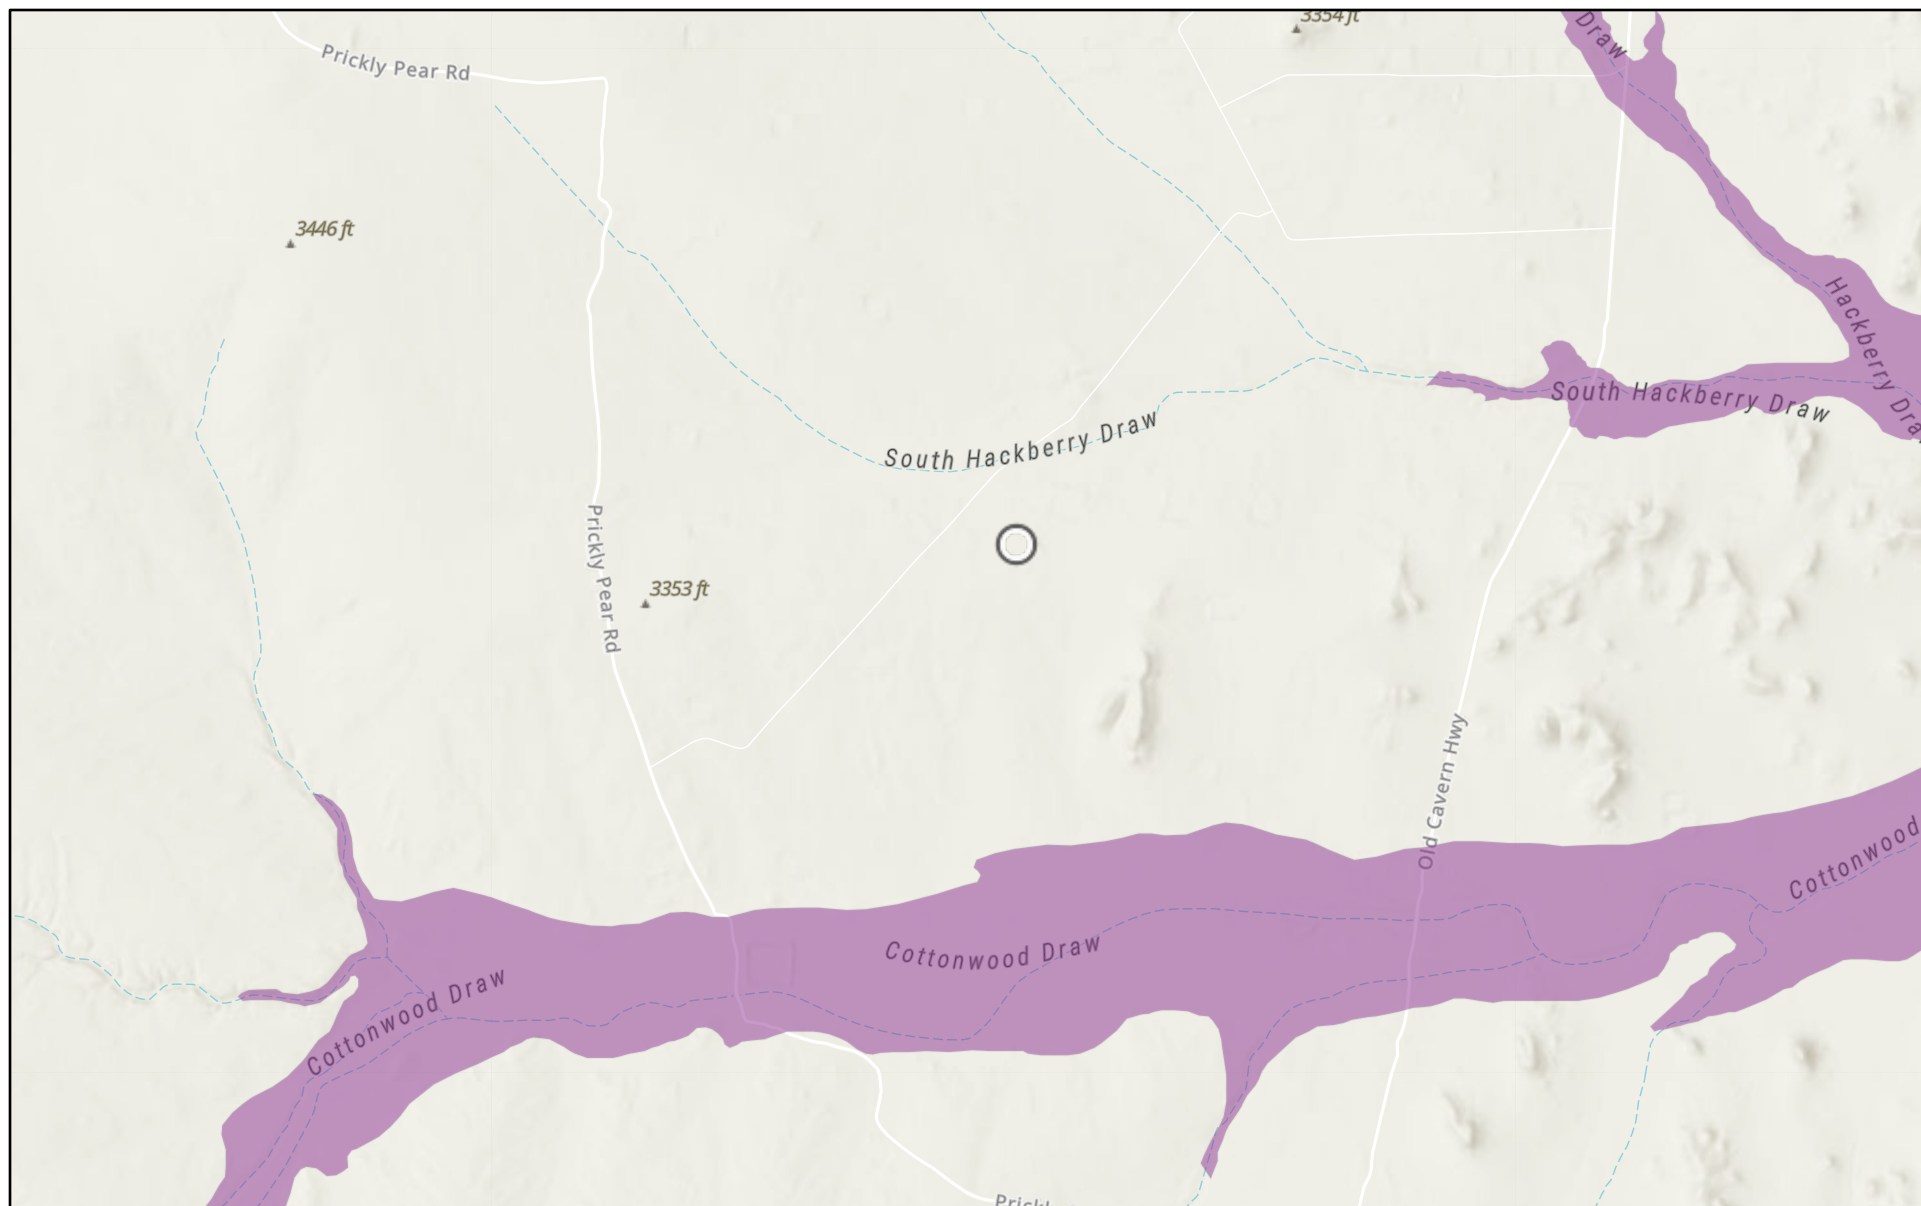 3354 ft
Draw
Prickly Pear Rd
3446 ft
Hackberry Dra
South Hackberry Draw
South Hackberry Draw
Prickly Pear Rd
3353 ft
Old Cavern Hwy
Cottonwood
Cottonwood Draw
Cottonwood Draw